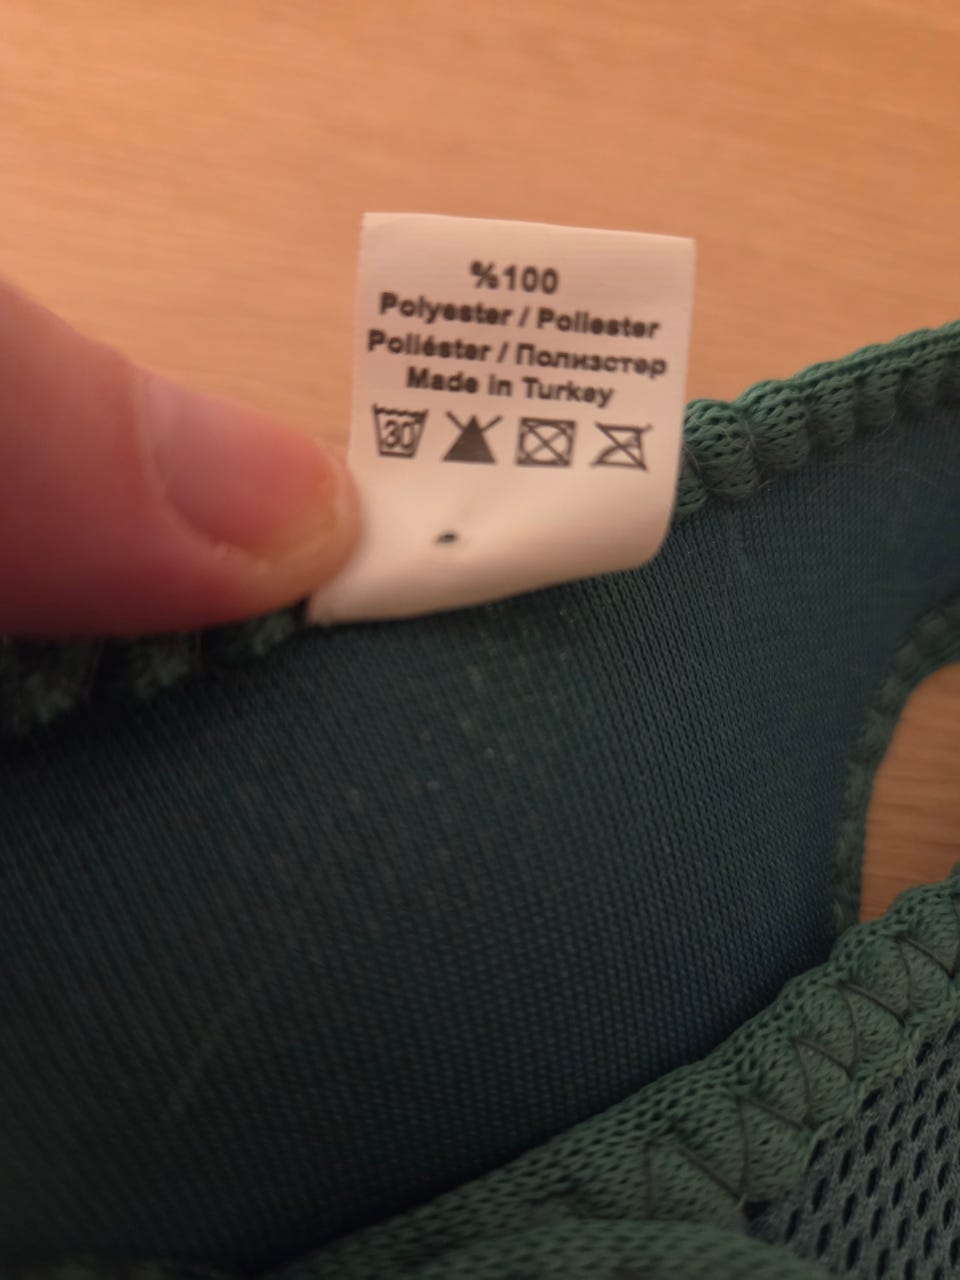 %100
Polyester / Poliester
Poliéster / Полиэстер
Made in Turkey
30